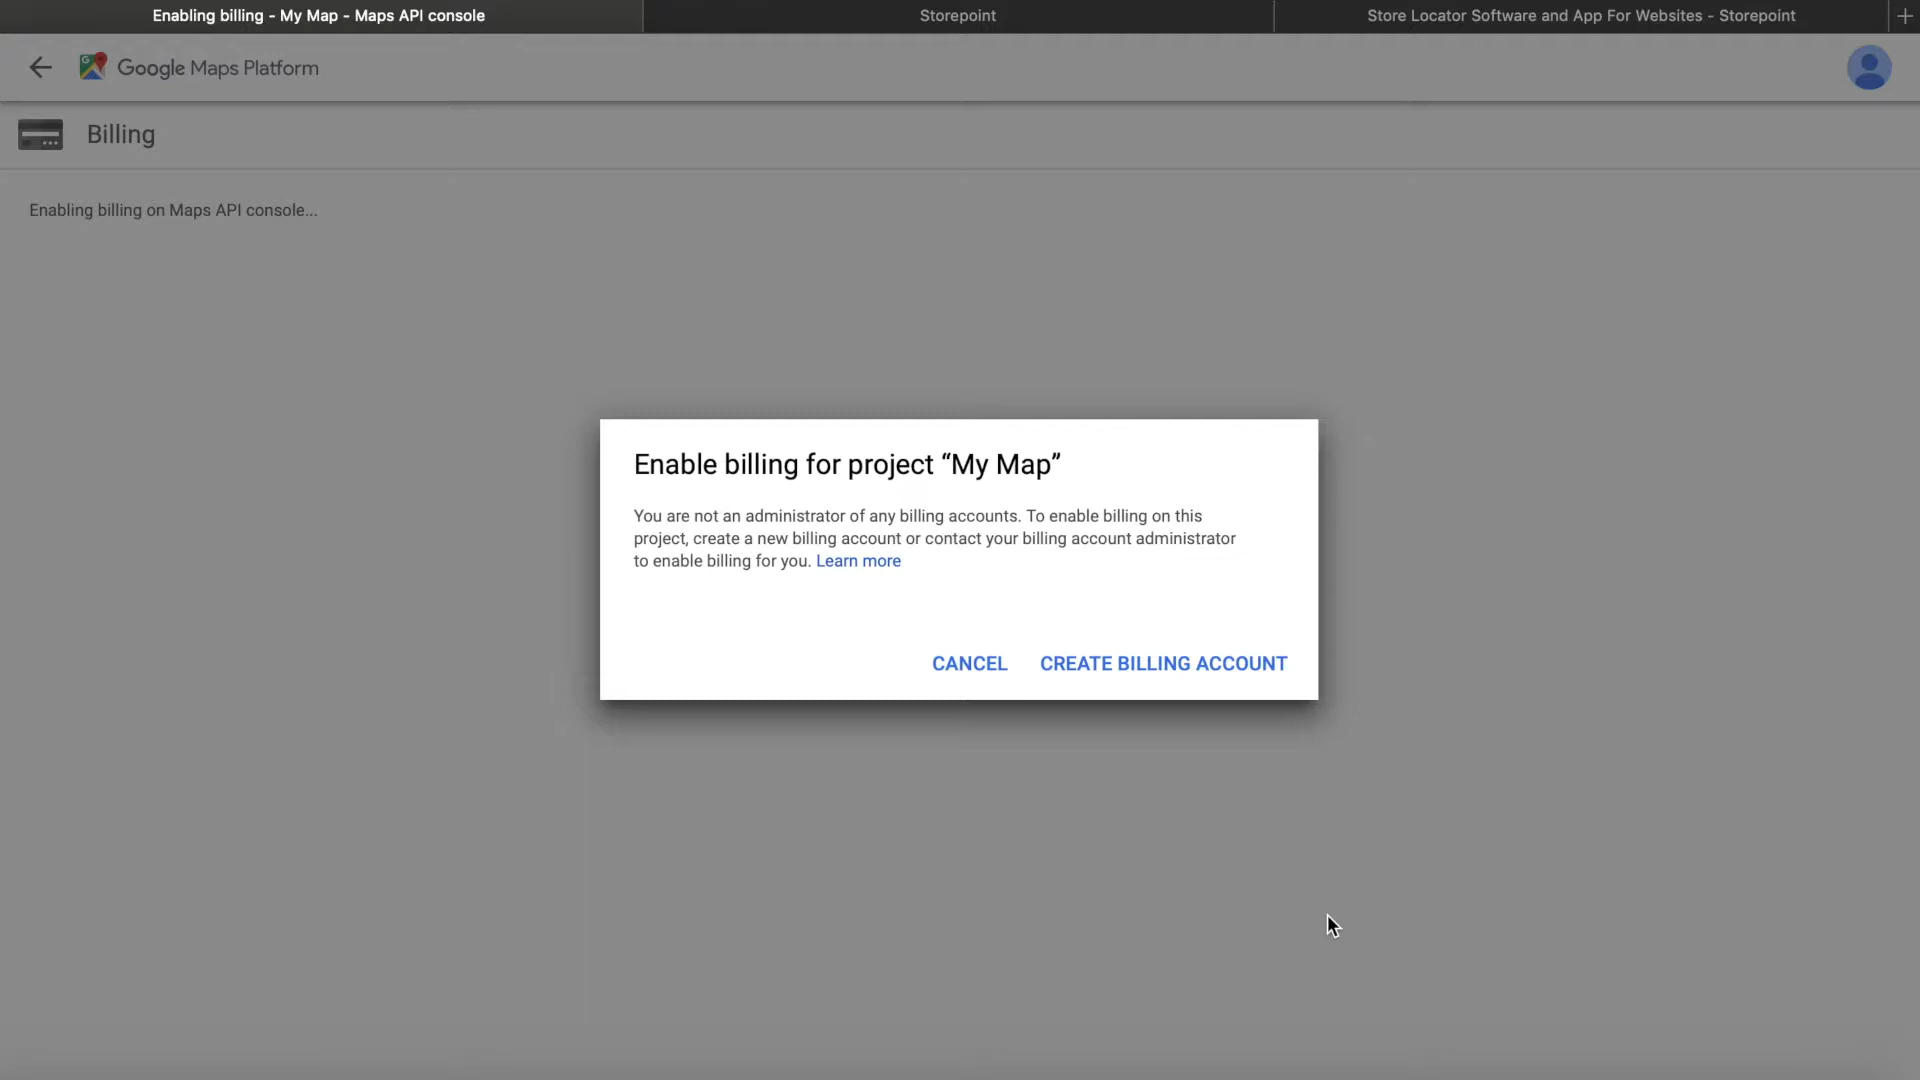 Enabling billing - My Map - Maps API console
Storepoint
Store Locator Software and App For Websites - Storepoint
Google Maps Platform
Billing
Enabling billing on Maps API console...
Enable billing for project “My Map”
You are not an administrator of any billing accounts. To enable billing on this
project, create a new billing account or contact your billing account administrator
to enable billing for you. Learn more
CANCEL CREATE BILLING ACCOUNT